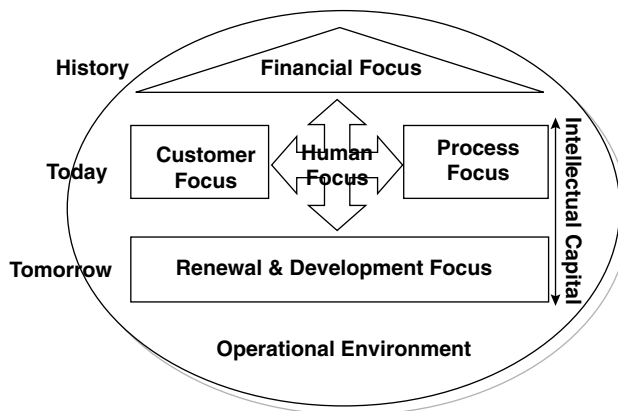 History
Financial Focus
Today
Customer
Focus
Human
Focus
Process
Focus
Intellectual Capital
Tomorrow
Renewal & Development Focus
Operational Environment